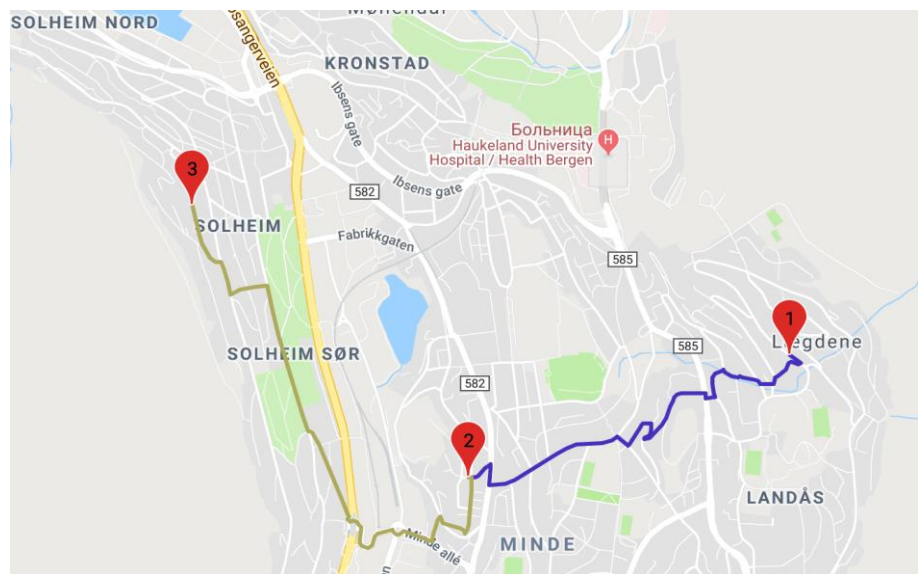 SOLHEIM NORD
KRONSTAD
Ibsens gate
Больница
Haukeland University
Hospital / Health Bergen
H
582
Ibsens gate
3
SOLHEIM
Fabrikkgaten
585
1
SOLHEIM SØR
585
582
2
LANDÅS
Minde allé
MINDE